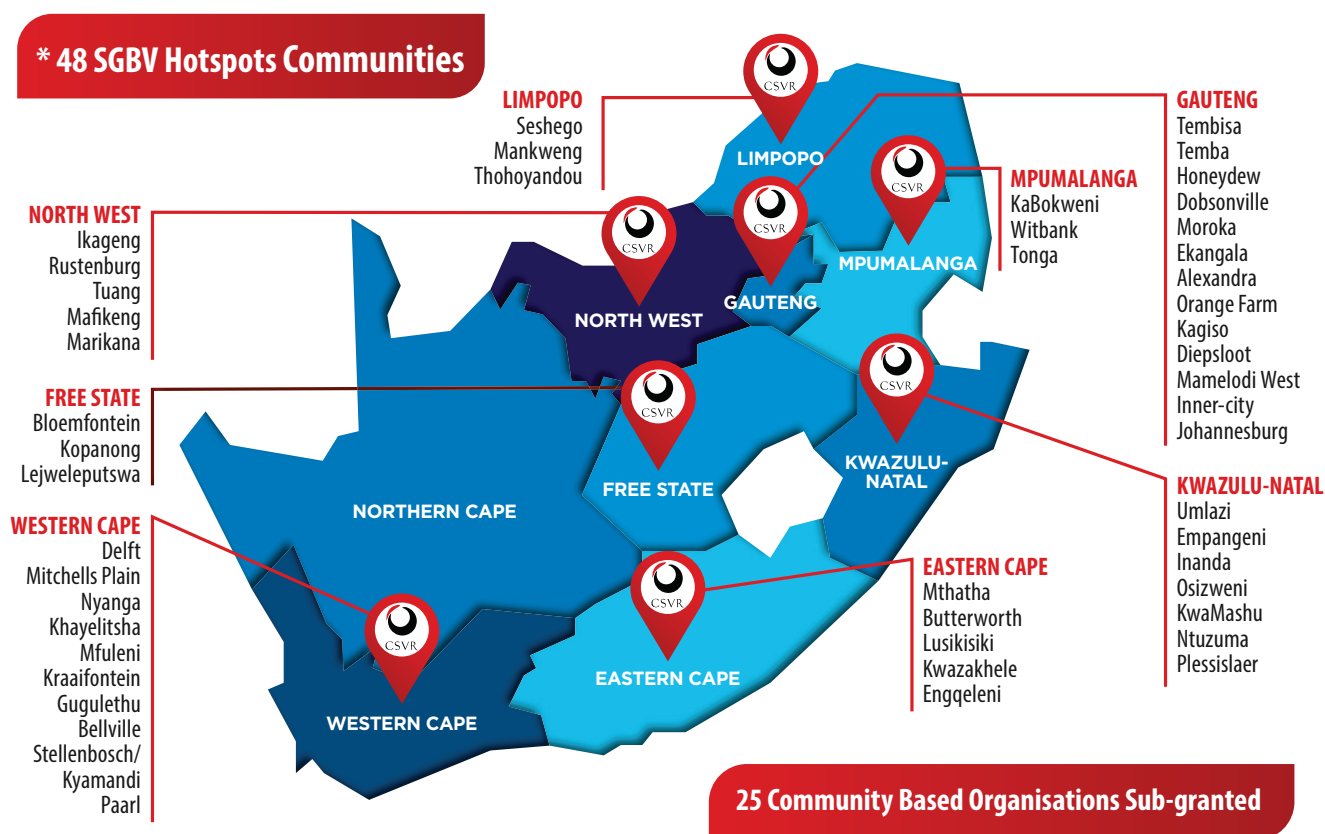 * 48 SGBV Hotspots Communities
LIMPOPO
Seshego
Mankweng
Thohoyandou
NORTH WEST
Ikageng
Rustenburg
Tuang
Mafikeng
Marikana
FREE STATE
Bloemfontein
Kopanong
Lejweleputswa
WESTERN CAPE
Delft
Mitchells Plain
Nyanga
Khayelitsha
Mfuleni
Kraaifontein
Gugulethu
Bellville
Stellenbosch/
Kyamandi
Paarl
CSVR
LIMPOPO
CSVR
MPUMALANGA
CSVR
GAUTENG
CSVR
NORTH WEST
CSVR
FREE STATE
CSVR
KWAZULU-
NATAL
NORTHERN CAPE
CSVR
EASTERN CAPE
CSVR
WESTERN CAPE
MPUMALANGA
KaBokweni
Witbank
Tonga
GAUTENG
Tembisa
Temba
Honeydew
Dobsonville
Moroka
Ekangala
Alexandra
Orange Farm
Kagiso
Diepsloot
Mamelodi West
Inner-city
Johannesburg
KWAZULU-NATAL
Umlazi
Empangeni
Inanda
Osizweni
KwaMashu
Ntuzuma
Plessislaer
EASTERN CAPE
Mthatha
Butterworth
Lusikisiki
Kwazakhele
Engqeleni
25 Community Based Organisations Sub-granted